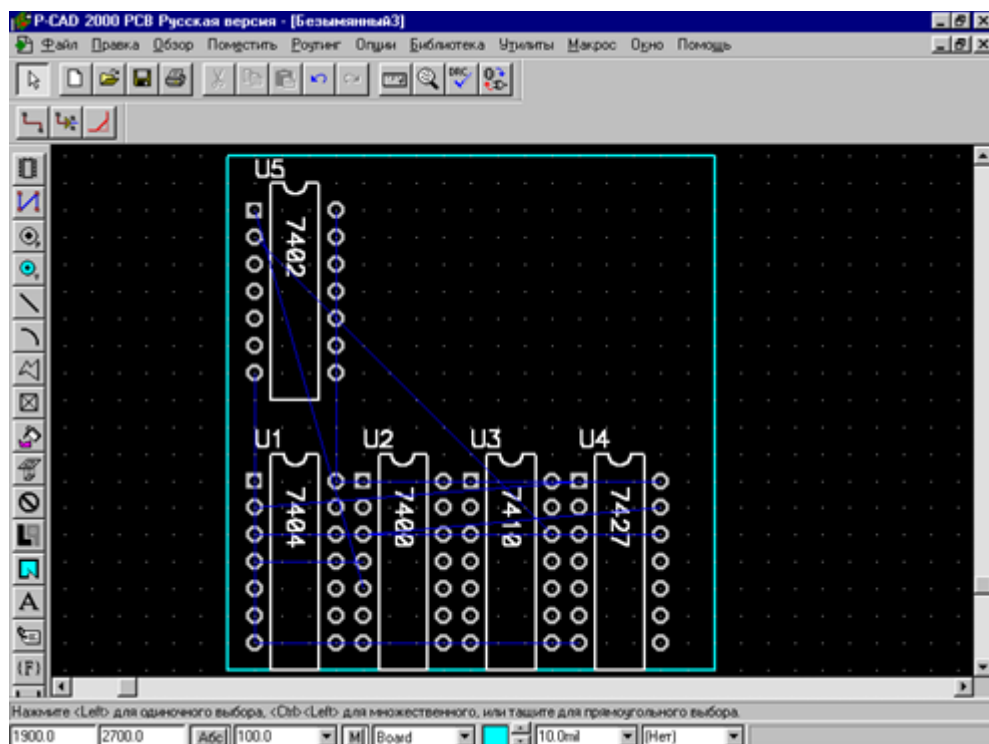 P-CAD 2000 PCB Русская версия - [Безымянный3]
Файл Правка Обзор Поместить Роутинг Опции Библиотека Утилиты Макрос Окно Помощь
DRC
U5
7402
U1 U2 U3 U4
7404 7400 7410 7427
A
(F)
Нажмите <Left> для одиночного выбора, <Ctrl><Left> для множественного, или тащите для прямоугольного выбора.
1900.0 2700.0 Абс 100.0 M Board 10.0mil (Нет)